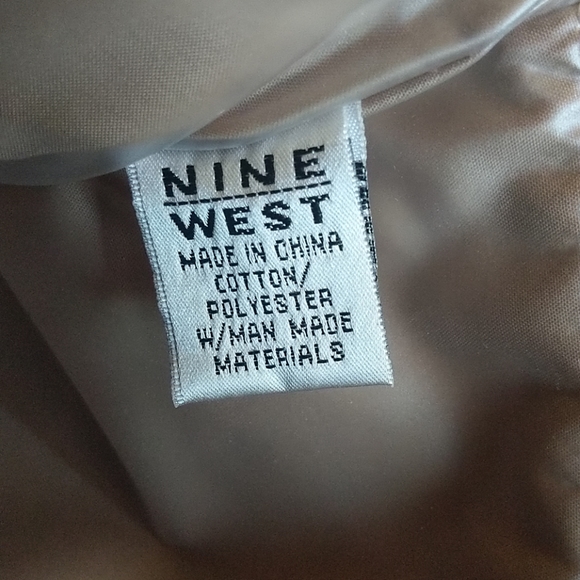 NINE
WEST
MADE IN CHINA
COTTON/
POLYESTER
W/MAN MADE
MATERIALS